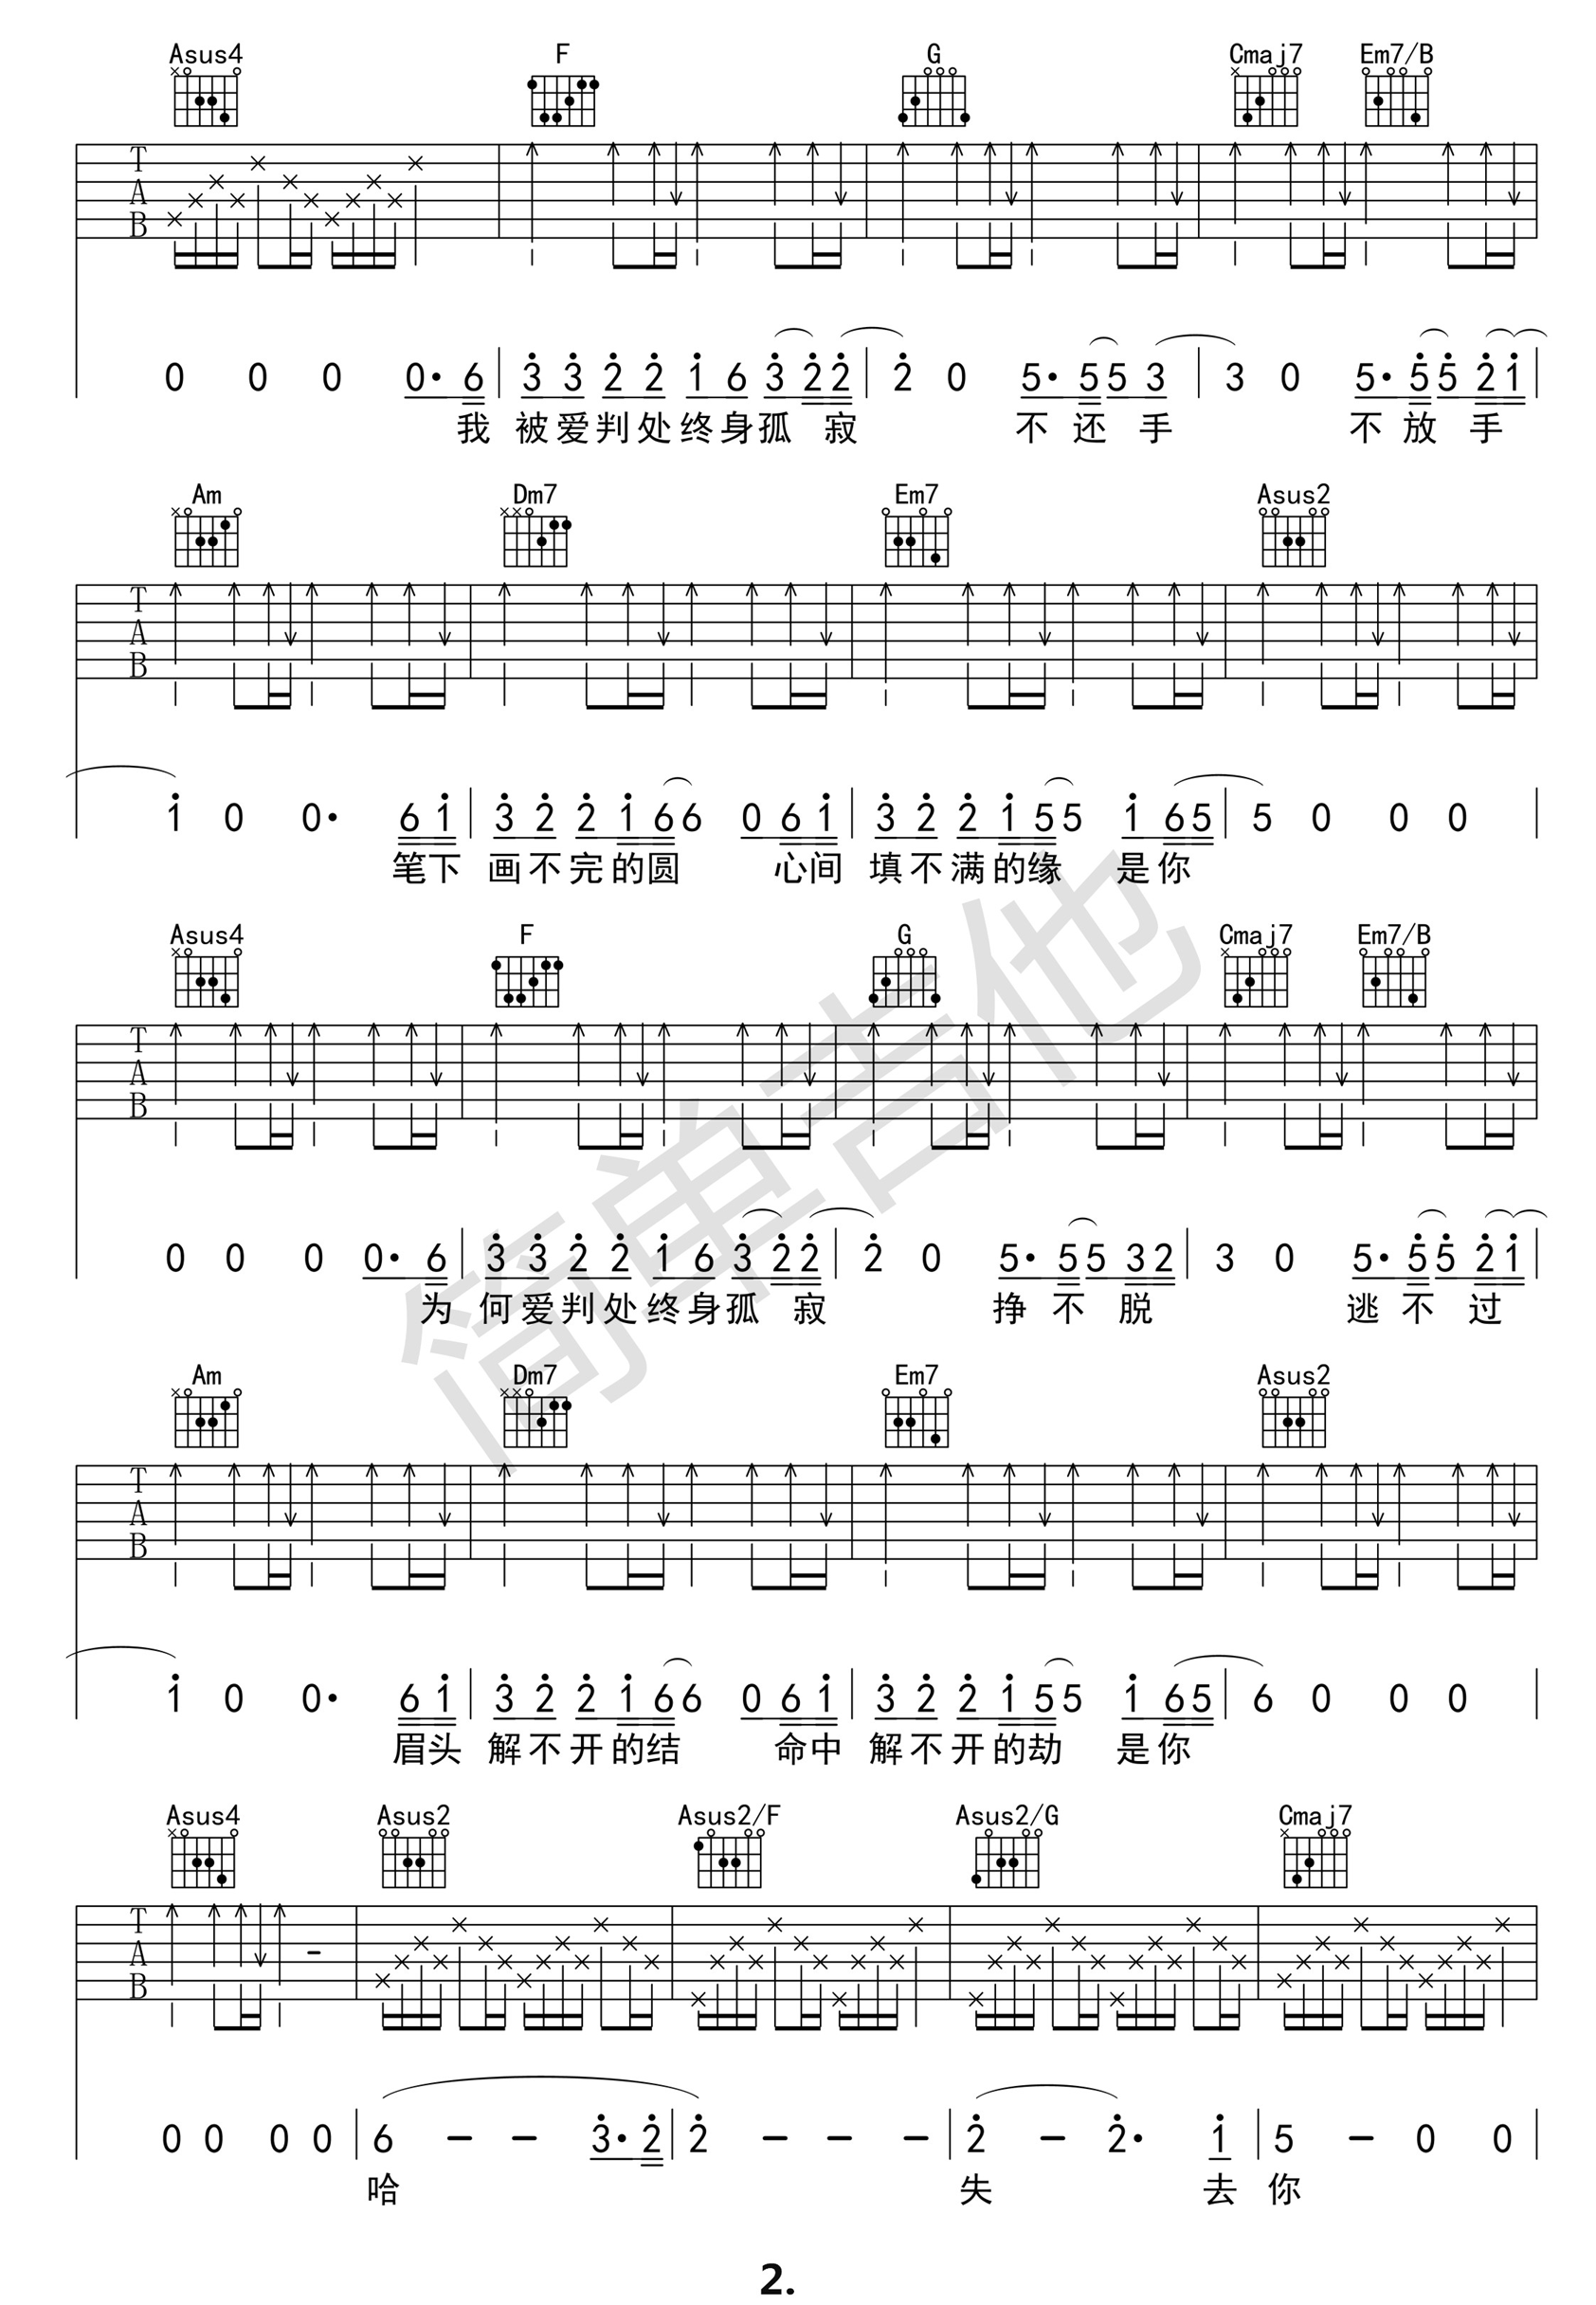 Asus4 F G Cmaj7 Em7/B
T
A
B
0 0 0 0· 6 3 3 2 2 1 6 3 2 2 2 0 5· 5 5 3 3 0 5· 5 5 2 1
我 被爱判处终身孤 寂 不 还 手 不 放 手
Am Dm7 Em7 Asus2
T
A
B
1 0 0· 6 1 3 2 2 1 6 6 0 6 1 3 2 2 1 5 5 1 6 5 5 0 0 0
笔下 画不完的圆 心间 填不满的缘 是你
Asus4 F G Cmaj7 Em7/B
T
A
B
0 0 0 0· 6 3 3 2 2 1 6 3 2 2 2 0 5· 5 5 3 2 3 0 5· 5 5 2 1
为 何爱判处终身孤 寂 挣 不 脱 逃 不 过
简单吉他
Am Dm7 Em7 Asus2
T
A
B
1 0 0· 6 1 3 2 2 1 6 6 0 6 1 3 2 2 1 5 5 1 6 5 6 0 0 0
眉头 解不开的结 命中 解不开的劫 是你
Asus4 Asus2 Asus2/F Asus2/G Cmaj7
T
A
B
0 0 0 0 6 – – 3· 2 2 – – – 2 – 2· 1 5 – 0 0
哈 失 去 你
2.